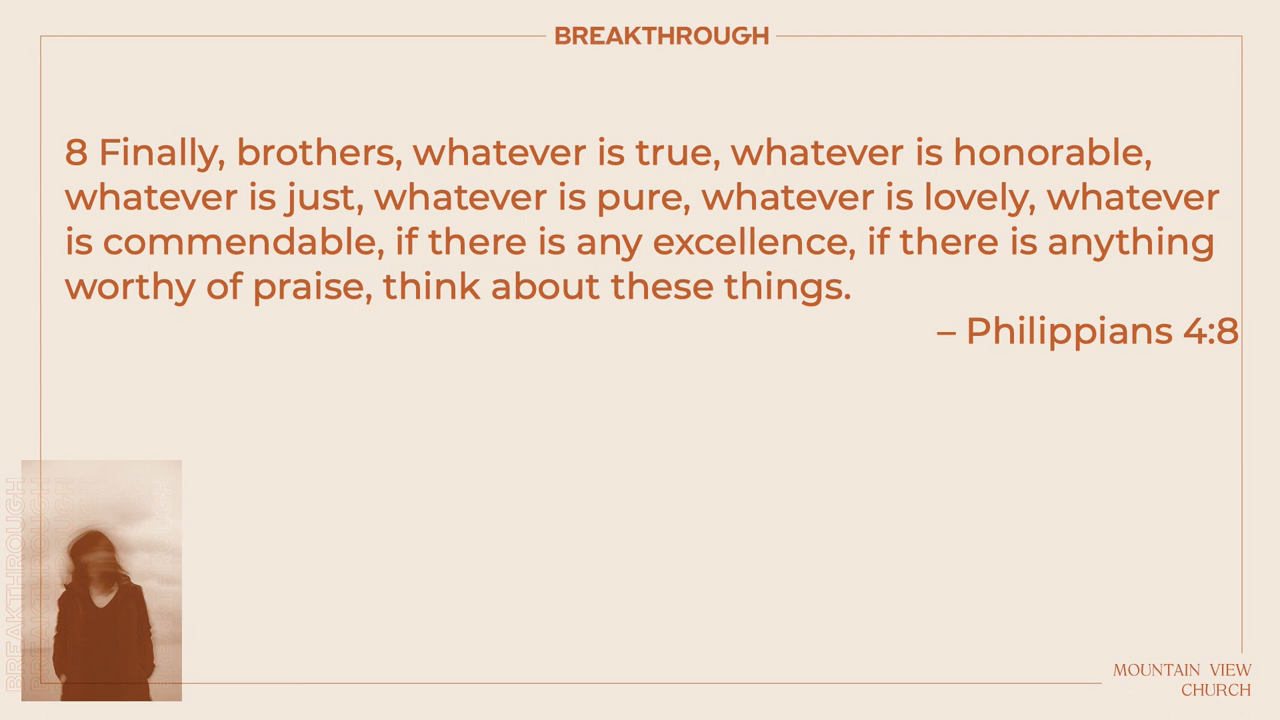 BREAKTHROUGH
8 Finally, brothers, whatever is true, whatever is honorable,
whatever is just, whatever is pure, whatever is lovely, whatever
is commendable, if there is any excellence, if there is anything
worthy of praise, think about these things.
– Philippians 4:8
BREAKTHROUGH
BREAKTHROUGH
MOUNTAIN VIEW
CHURCH